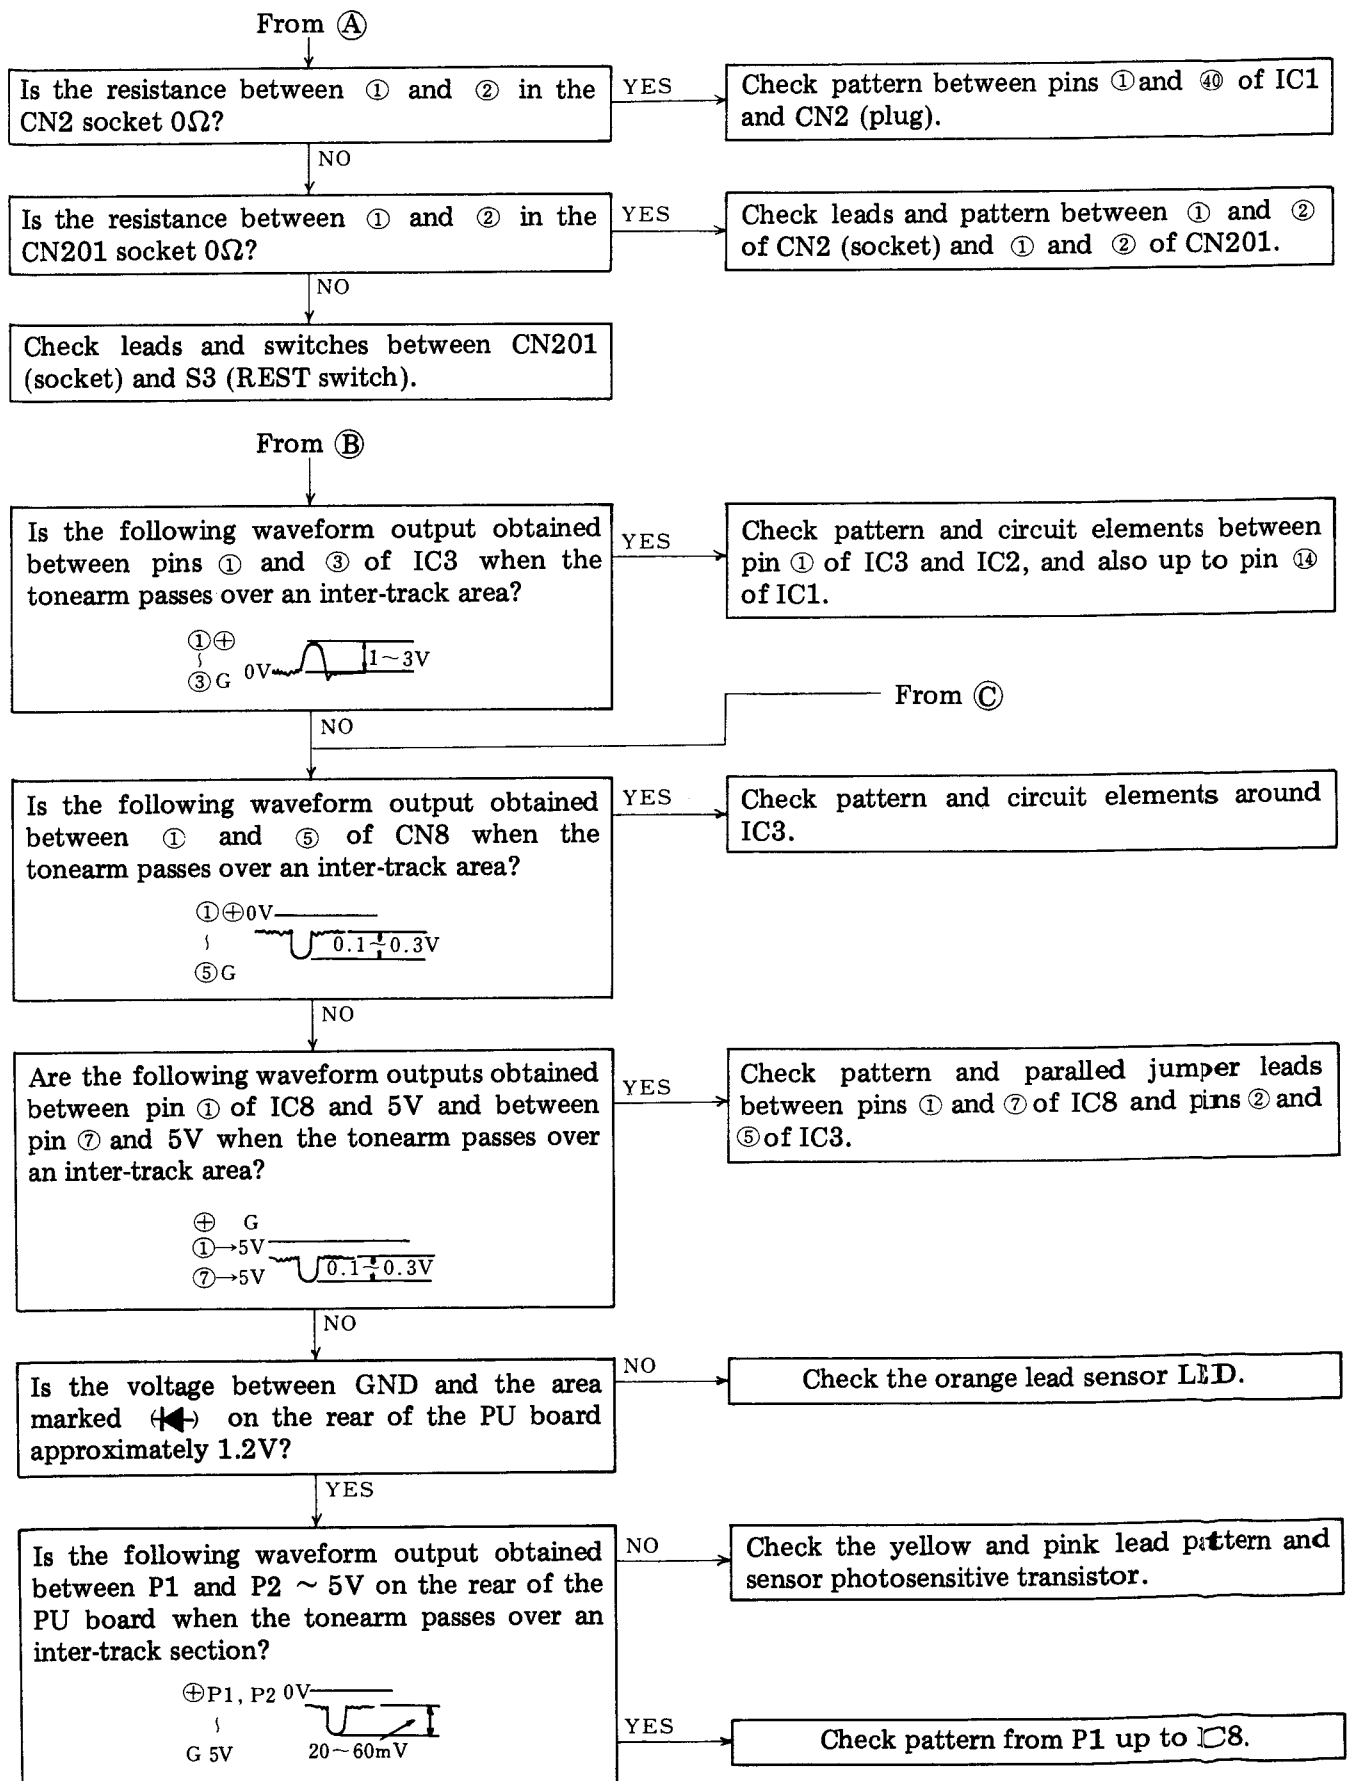 From Ⓐ
Is the resistance between ① and ② in the
CN2 socket 0Ω?
YES
Check pattern between pins ① and ㊵ of IC1
and CN2 (plug).
NO
Is the resistance between ① and ② in the
CN201 socket 0Ω?
YES
Check leads and pattern between ① and ②
of CN2 (socket) and ① and ② of CN201.
NO
Check leads and switches between CN201
(socket) and S3 (REST switch).
From Ⓑ
Is the following waveform output obtained
between pins ① and ③ of IC3 when the
tonearm passes over an inter-track area?
①⊕
~
③ G
0V
1~3V
YES
Check pattern and circuit elements between
pin ① of IC3 and IC2, and also up to pin ⑭
of IC1.
From Ⓒ
NO
Is the following waveform output obtained
between ① and ⑤ of CN8 when the
tonearm passes over an inter-track area?
①⊕0V
~
⑤G
0.1~0.3V
YES
Check pattern and circuit elements around
IC3.
NO
Are the following waveform outputs obtained
between pin ① of IC8 and 5V and between
pin ⑦ and 5V when the tonearm passes over
an inter-track area?
⊕ G
①→5V
⑦→5V
0.1~0.3V
YES
Check pattern and paralled jumper leads
between pins ① and ⑦ of IC8 and pins ② and
⑤ of IC3.
NO
Is the voltage between GND and the area
marked ( ) on the rear of the PU board
approximately 1.2V?
NO
Check the orange lead sensor LED.
YES
Is the following waveform output obtained
between P1 and P2 ~ 5V on the rear of the
PU board when the tonearm passes over an
inter-track section?
⊕P1, P2 0V
~
G 5V
20~60mV
NO
Check the yellow and pink lead pattern and
sensor photosensitive transistor.
YES
Check pattern from P1 up to IC8.